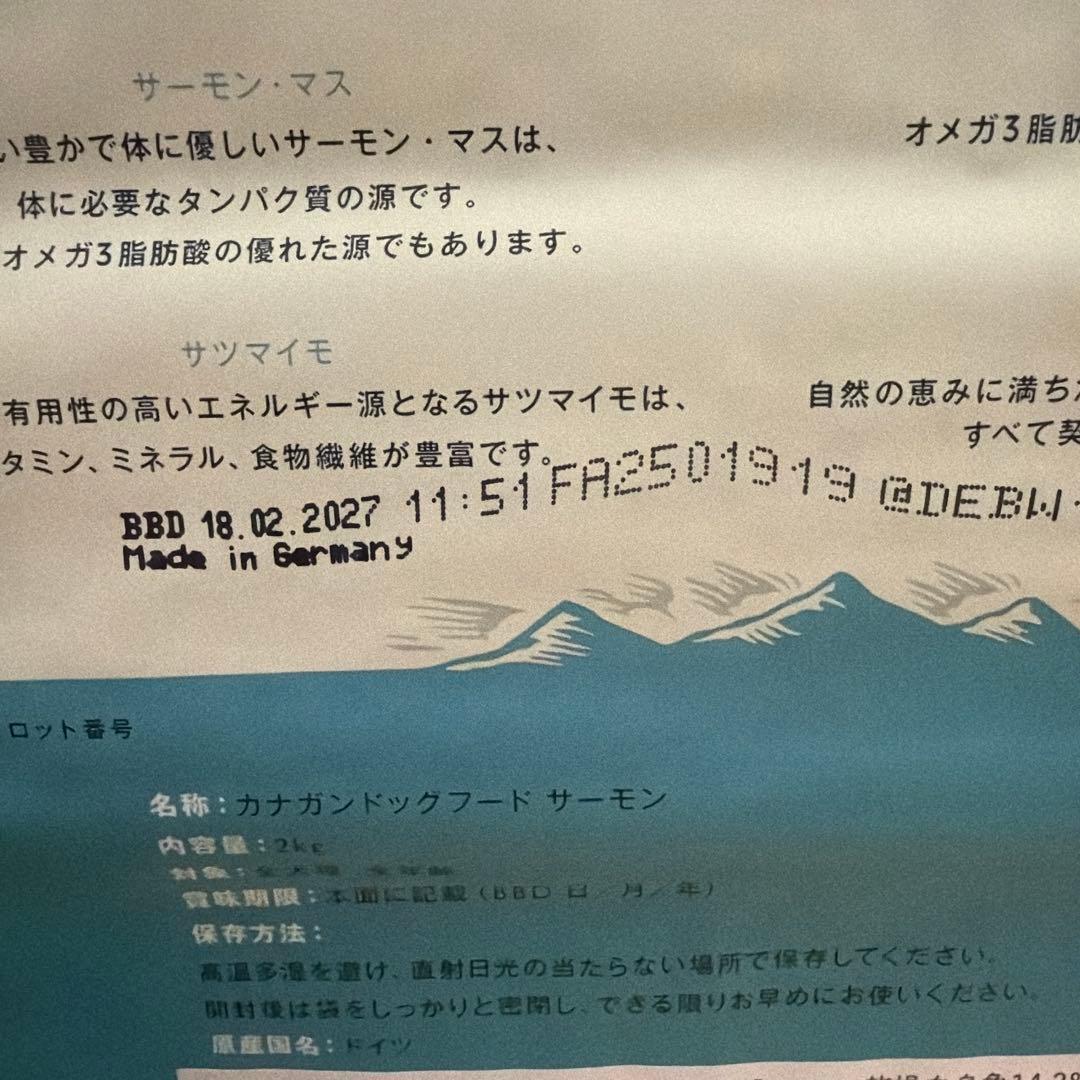 サーモン・マス
い豊かで体に優しいサーモン・マスは、
体に必要なタンパク質の源です。
オメガ3脂肪酸の優れた源でもあります。
オメガ3脂肪
サツマイモ
有用性の高いエネルギー源となるサツマイモは、
タミン、ミネラル、食物繊維が豊富です。
自然の恵みに満ち
すべて契
BBD 18.02.2027 11:51 FA2501919 @DEBW
Made in Germany
ロット番号
名称：カナガンドッグフード サーモン
内容量：2kg
対象：全犬種 全年齢
賞味期限：本面に記載（BBD 日／月／年）
保存方法：
高温多湿を避け、直射日光の当たらない場所で保存してください。
開封後は袋をしっかりと密閉し、できる限りお早めにお使いください。
原産国名：ドイツ